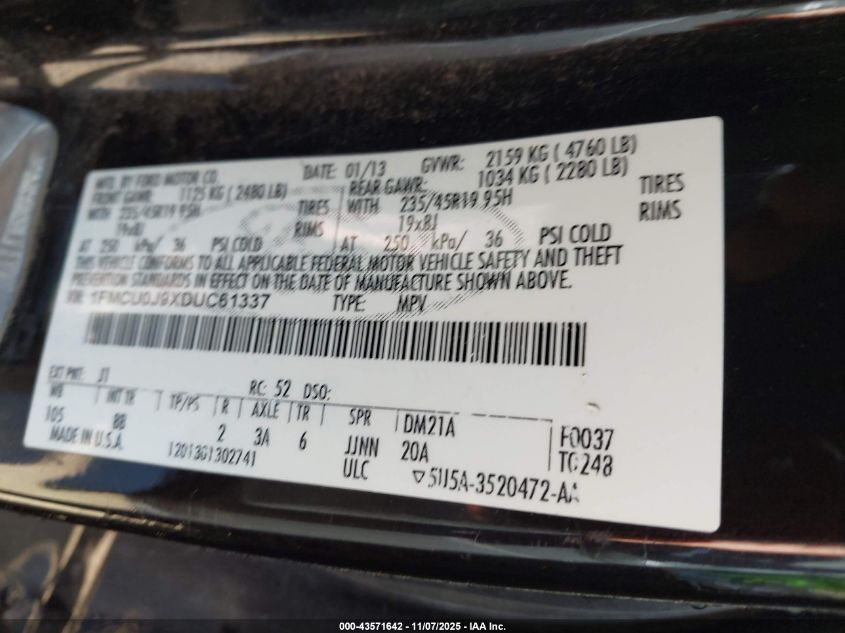 MFD. BY FORD MOTOR CO. DATE: 01/13 GVWR: 2159 KG ( 4760 LB)
FRONT GAWR: 1125 KG ( 2480 LB) REAR GAWR: 1034 KG ( 2280 LB)
WITH 235/45R19 95H TIRES WITH 235/45R19 95H TIRES
19x8J RIMS 19x8J RIMS
AT 250 kPa/ 36 PSI COLD AT 250 kPa/ 36 PSI COLD
THIS VEHICLE CONFORMS TO ALL APPLICABLE FEDERAL MOTOR VEHICLE SAFETY AND THEFT
PREVENTION STANDARDS IN EFFECT ON THE DATE OF MANUFACTURE SHOWN ABOVE.
VIN: 1FMCU0J9XDUC61337 TYPE: MPV
EXT PNT: J1 RC: 52 DSO:
WB INT TR TP/PS R AXLE TR SPR DM21A F0037
105 BB 2 3A 6 JJNN 20A T0248
MADE IN U.S.A. ULC ▽5U5A-3520472-AA
000-43571642 - 11/07/2025 - IAA Inc.